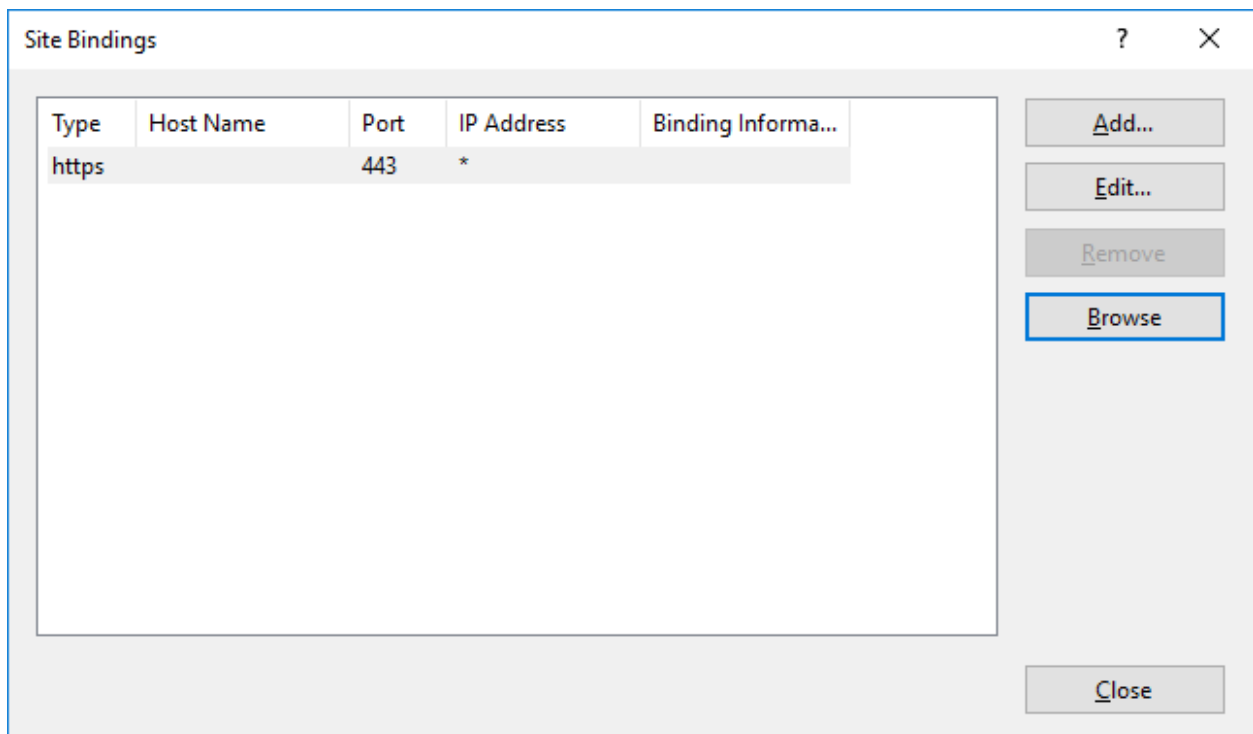 Site Bindings ?
Type Host Name Port IP Address Binding Informa...
https 443 *
Add...
Edit...
Remove
Browse
Close